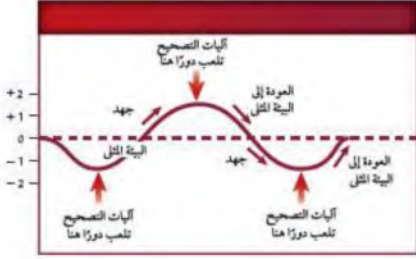 آليات التصحيح
تلعب دورًا هنا
+2
+1
0
-1
-2
جهد
العودة إلى
البيئة المثلى
البيئة المثلى
جهد
العودة إلى
البيئة المثلى
آليات التصحيح
تلعب دورًا هنا
آليات التصحيح
تلعب دورًا هنا